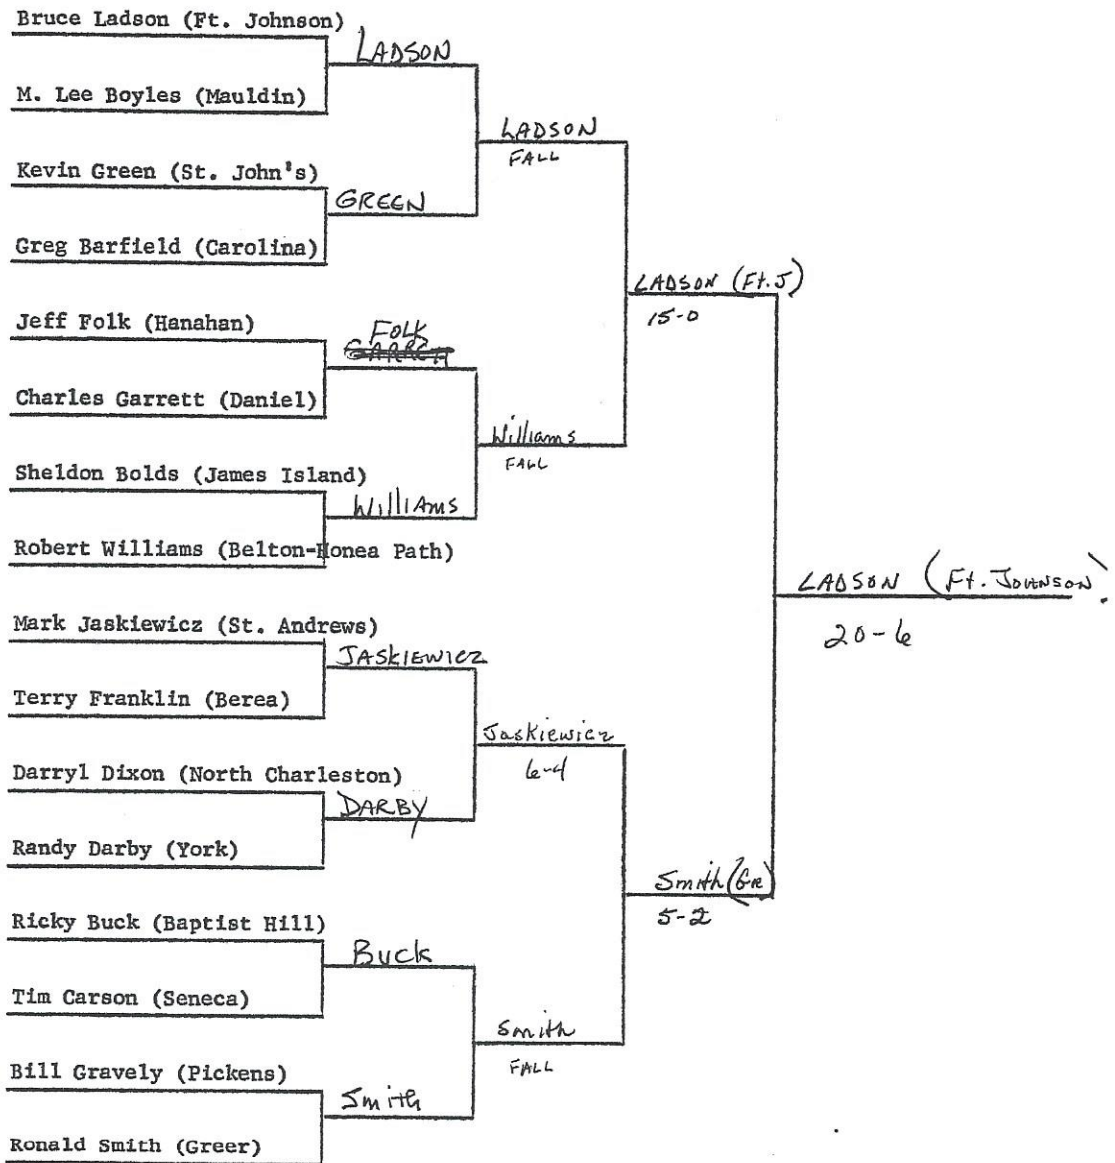 Bruce Ladson (Ft. Johnson)
LADSON
M. Lee Boyles (Mauldin)
LADSON
FALL
Kevin Green (St. John's)
GREEN
Greg Barfield (Carolina)
LADSON (Ft. J)
15-0
Jeff Folk (Hanahan)
FOLK
Charles Garrett (Daniel)
Williams
FALL
Sheldon Bolds (James Island)
WILLIAMS
Robert Williams (Belton-Honea Path)
LADSON (Ft. JOHNSON)
20-6
Mark Jaskiewicz (St. Andrews)
JASKIEWICZ
Terry Franklin (Berea)
Jaskiewicz
6-4
Darryl Dixon (North Charleston)
DARBY
Randy Darby (York)
Smith (Gre)
5-2
Ricky Buck (Baptist Hill)
Buck
Tim Carson (Seneca)
Smith
FALL
Bill Gravely (Pickens)
Smith
Ronald Smith (Greer)